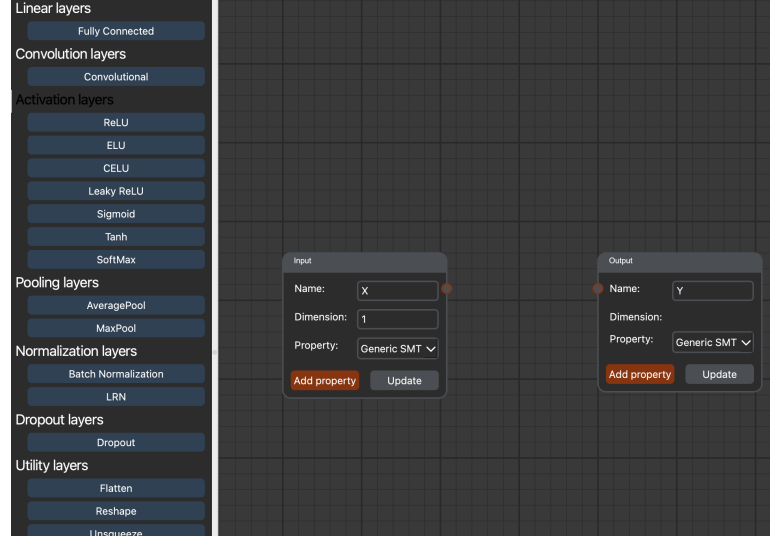 Linear layers
Fully Connected
Convolution layers
Convolutional
Activation layers
ReLU
ELU
CELU
Leaky ReLU
Sigmoid
Tanh
SoftMax
Pooling layers
AveragePool
MaxPool
Normalization layers
Batch Normalization
LRN
Dropout layers
Dropout
Utility layers
Flatten
Reshape
Unsqueeze
Input
Name: X
Dimension: 1
Property: Generic SMT
Add property Update
Output
Name: Y
Dimension:
Property: Generic SMT
Add property Update